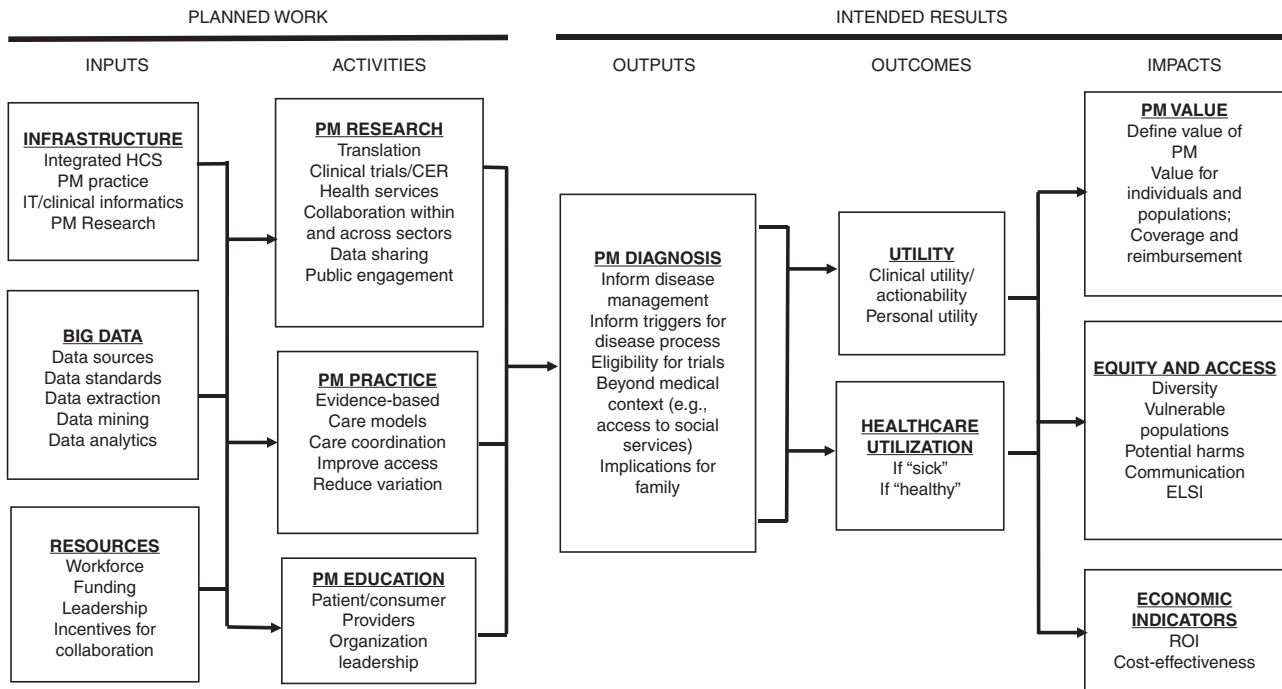 PLANNED WORK
INTENDED RESULTS
INPUTS
ACTIVITIES
OUTPUTS
OUTCOMES
IMPACTS
INFRASTRUCTURE
Integrated HCS
PM practice
IT/clinical informatics
PM Research
BIG DATA
Data sources
Data standards
Data extraction
Data mining
Data analytics
RESOURCES
Workforce
Funding
Leadership
Incentives for
collaboration
PM RESEARCH
Translation
Clinical trials/CER
Health services
Collaboration within
and across sectors
Data sharing
Public engagement
PM PRACTICE
Evidence-based
Care models
Care coordination
Improve access
Reduce variation
PM EDUCATION
Patient/consumer
Providers
Organization
leadership
PM DIAGNOSIS
Inform disease
management
Inform triggers for
disease process
Eligibility for trials
Beyond medical
context (e.g.,
access to social
services)
Implications for
family
UTILITY
Clinical utility/
actionability
Personal utility
HEALTHCARE
UTILIZATION
If “sick”
If “healthy”
PM VALUE
Define value of
PM
Value for
individuals and
populations;
Coverage and
reimbursement
EQUITY AND ACCESS
Diversity
Vulnerable
populations
Potential harms
Communication
ELSI
ECONOMIC
INDICATORS
ROI
Cost-effectiveness